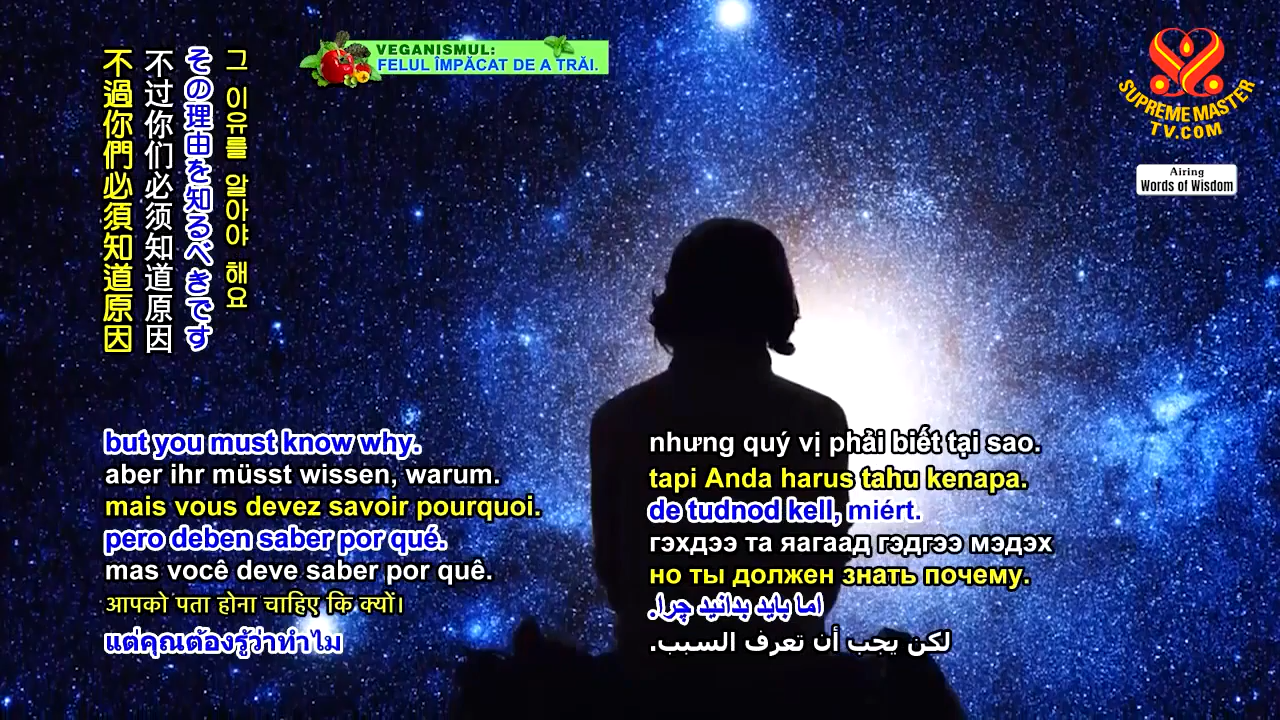 그 이유를 알아야 해요
その理由を知るべきです
不过你们必须知道原因
不過你們必須知道原因
VEGANISMUL:
FELUL ÎMPĂCAT DE A TRĂI.
SUPREME MASTER
TV.COM
Airing
Words of Wisdom
but you must know why.
aber ihr müsst wissen, warum.
mais vous devez savoir pourquoi.
pero deben saber por qué.
mas você deve saber por quê.
आपको पता होना चाहिए कि क्यों।
แต่คุณต้องรู้ว่าทำไม
nhưng quý vị phải biết tại sao.
tapi Anda harus tahu kenapa.
de tudnod kell, miért.
гэхдээ та яагаад гэдгээ мэдэх
но ты должен знать почему.
اما باید بدانید چرا.
لكن يجب أن تعرف السبب.